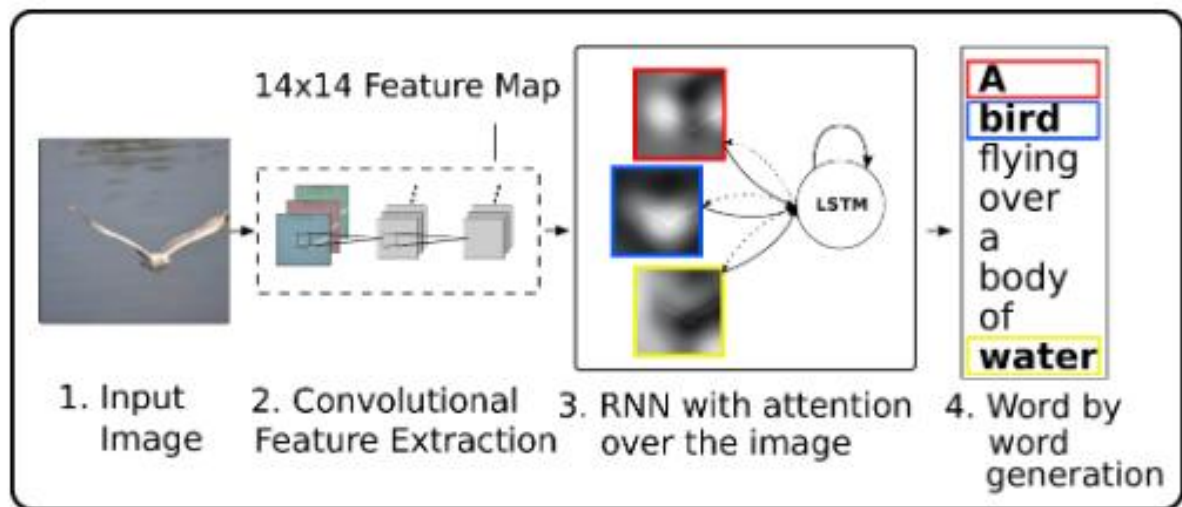 14x14 Feature Map
LSTM
A
bird
flying
over
a
body
of
water
1. Input
Image
2. Convolutional
Feature Extraction
3. RNN with attention
over the image
4. Word by
word
generation